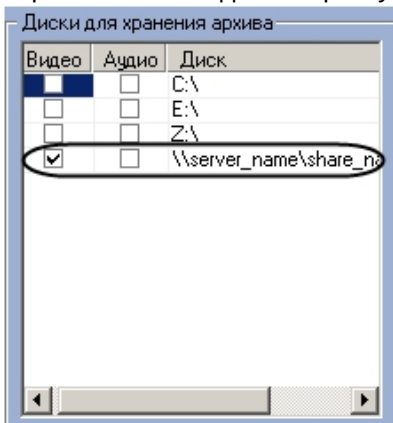 Диски для хранения архива
Видео Аудио Диск
C:\
E:\
Z:\
\\server_name\share_na